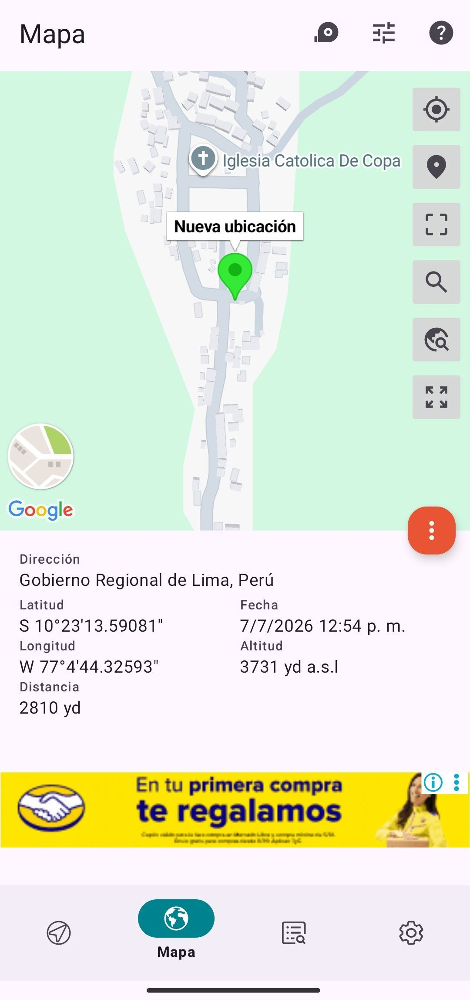 Mapa
Iglesia Catolica De Copa
Nueva ubicación
Google
Dirección
Gobierno Regional de Lima, Perú
Latitud
Fecha
S 10°23'13.59081"
7/7/2026 12:54 p. m.
Longitud
Altitud
W 77°4'44.32593"
3731 yd a.s.l
Distancia
2810 yd
En tu primera compra
te regalamos
Mapa